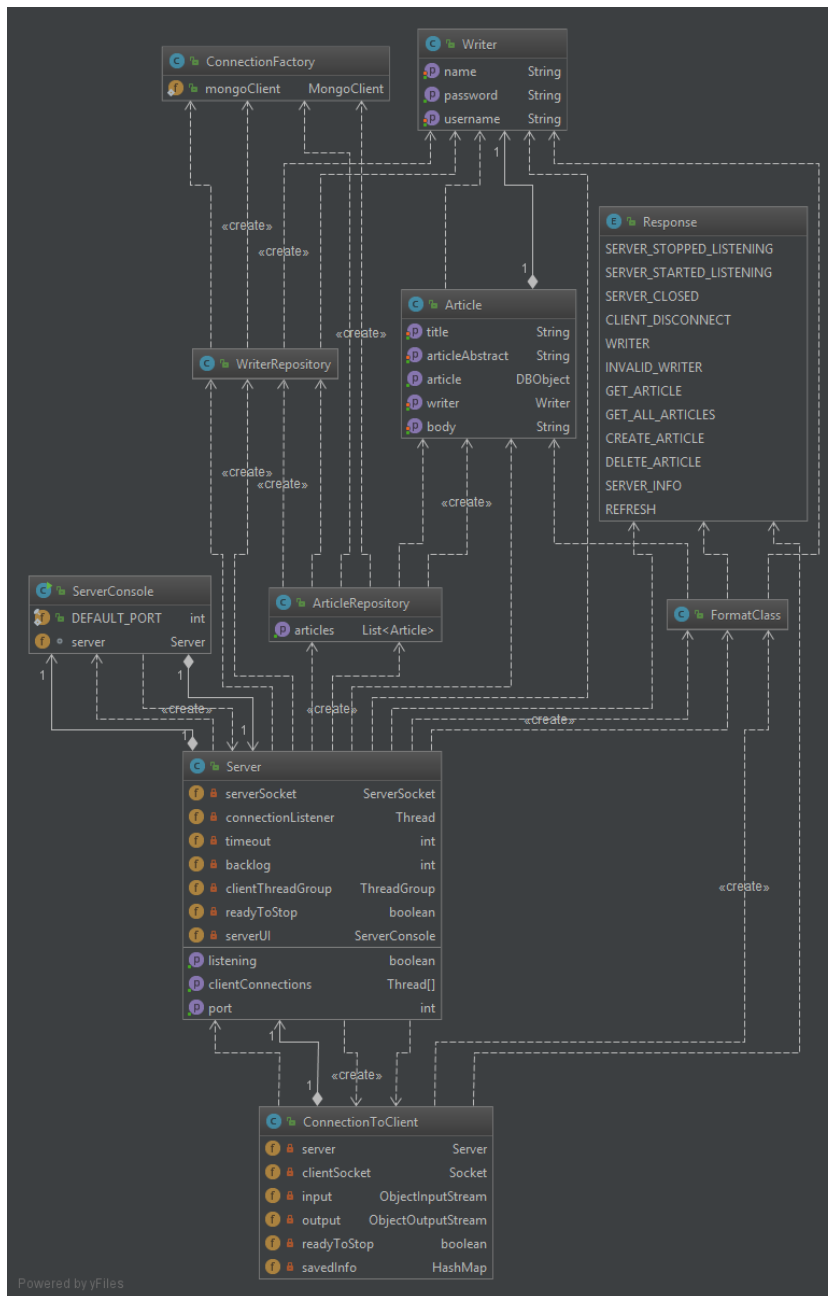 Writer
name String
password String
username String
ConnectionFactory
mongoClient MongoClient
1
«create»
«create»
Response
SERVER_STOPPED_LISTENING
SERVER_STARTED_LISTENING
SERVER_CLOSED
CLIENT_DISCONNECT
WRITER
INVALID_WRITER
GET_ARTICLE
GET_ALL_ARTICLES
CREATE_ARTICLE
DELETE_ARTICLE
SERVER_INFO
REFRESH
1
Article
title String
articleAbstract String
article DBObject
writer Writer
body String
«create»
WriterRepository
«create»
«create»
«create»
ServerConsole
DEFAULT_PORT int
server Server
ArticleRepository
articles List<Article>
FormatClass
1
1
«create»
«create»
«create»
1
1
Server
serverSocket ServerSocket
connectionListener Thread
timeout int
backlog int
clientThreadGroup ThreadGroup
readyToStop boolean
serverUI ServerConsole
listening boolean
clientConnections Thread[]
port int
«create»
1
«create»
1
ConnectionToClient
server Server
clientSocket Socket
input ObjectInputStream
output ObjectOutputStream
readyToStop boolean
savedInfo HashMap
Powered by yFiles